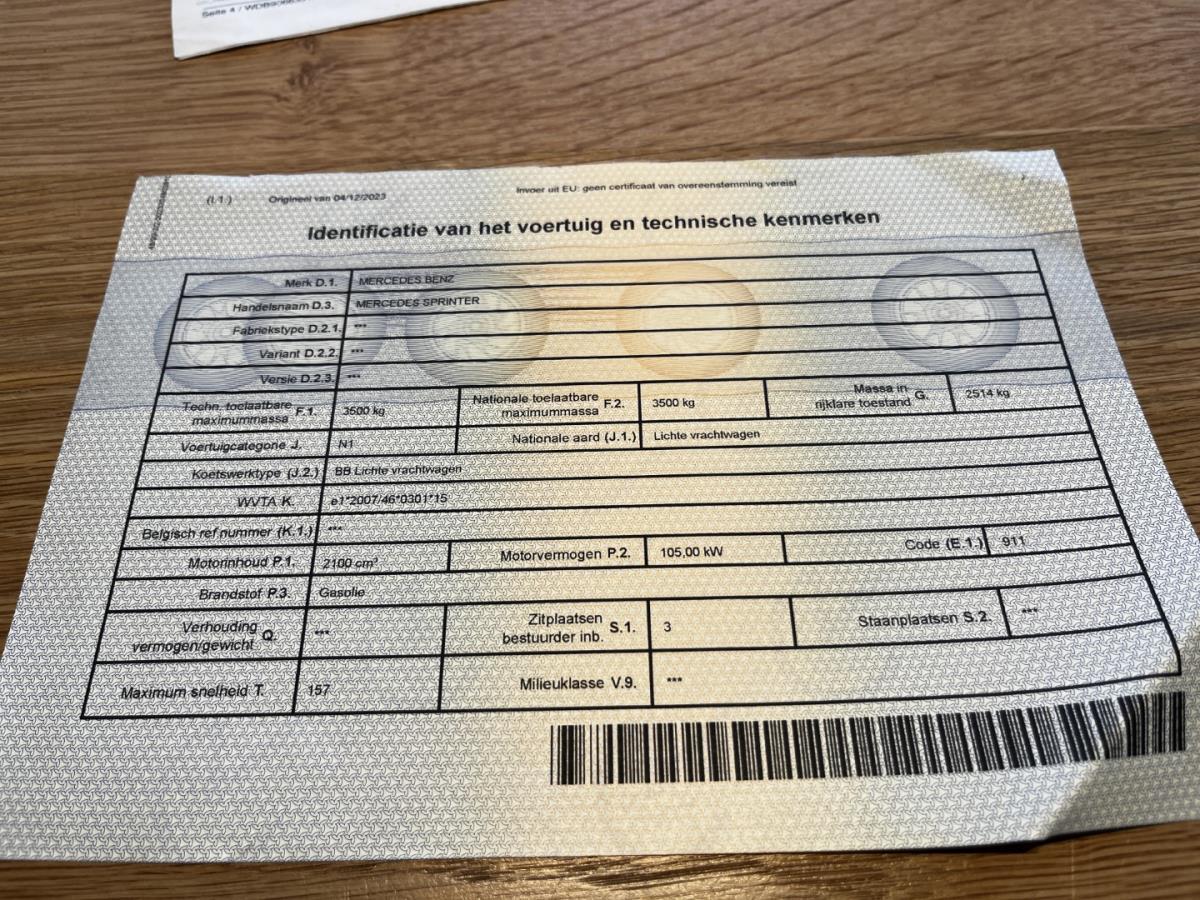 Seite 4 /
(I.1.) Origineel van 04/12/2023 Invoer uit EU: geen certificaat van overeenstemming vereist
Identificatie van het voertuig en technische kenmerken
Merk D.1. MERCEDES BENZ
Handelsnaam D.3. MERCEDES SPRINTER
Fabriekstype D.2.1. ***
Variant D.2.2. ***
Versie D.2.3. ***
Techn. toelaatbare maximummassa F.1. 3500 kg Nationale toelaatbare maximummassa F.2. 3500 kg Massa in rijklare toestand G. 2514 kg
Voertuigcategorie J. N1 Nationale aard (J.1.) Lichte vrachtwagen
Koetswerktype (J.2.) BB Lichte vrachtwagen
WVTA K. e1*2007/46*0301*15
Belgisch ref nummer (K.1.) ***
Motorinhoud P.1. 2100 cm³ Motorvermogen P.2. 105,00 kW Code (E.1.) 911
Brandstof P.3. Gasolie
Verhouding vermogen/gewicht Q. *** Zitplaatsen bestuurder inb. S.1. 3 Staanplaatsen S.2. ***
Maximum snelheid T. 157 Milieuklasse V.9. ***